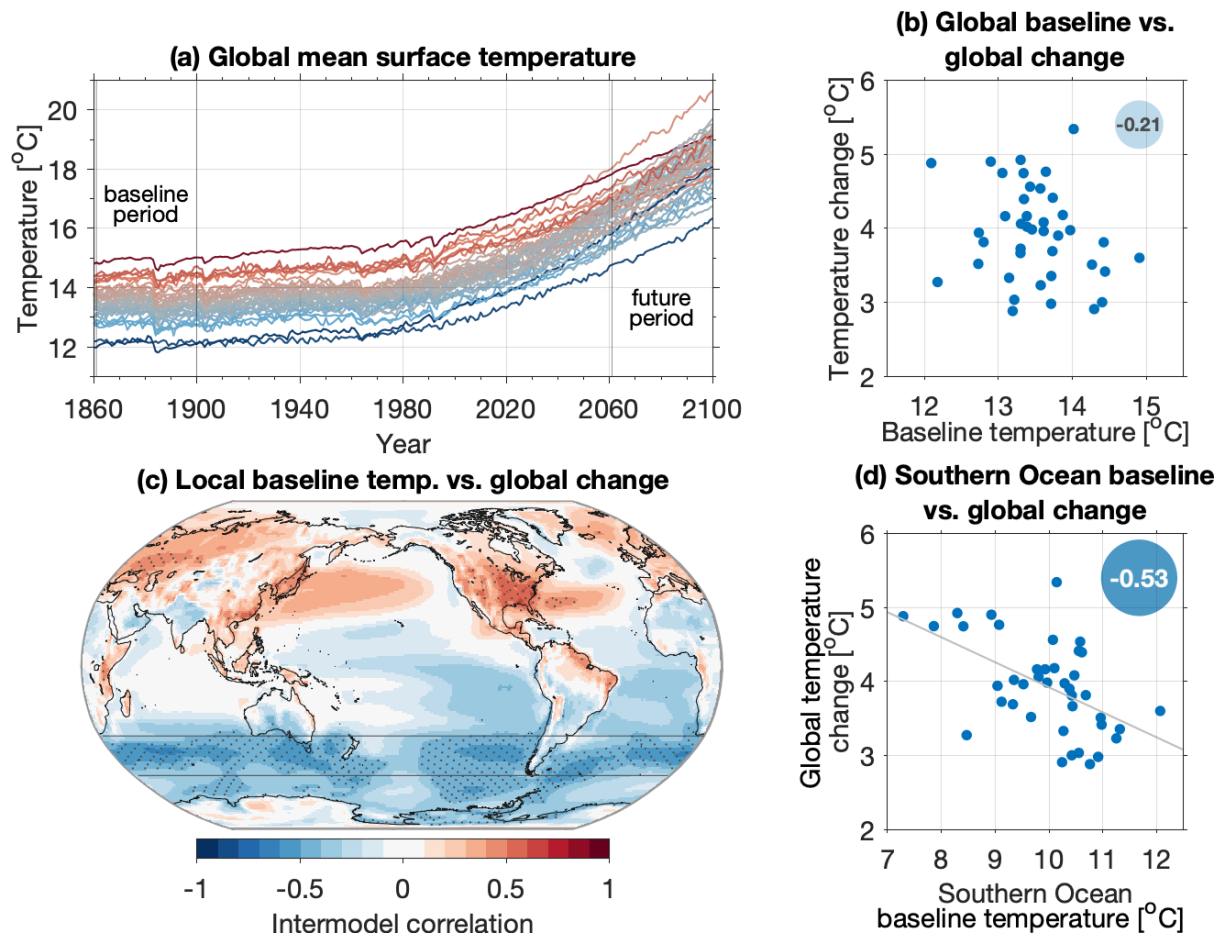 (a) Global mean surface temperature
Temperature [°C]
20
18
16
14
12
baseline
period
future
period
1860
1900
1940
1980
2020
2060
2100
Year
(b) Global baseline vs.
global change
Temperature change [°C]
6
5
4
3
2
-0.21
12
13
14
15
Baseline temperature [°C]
(c) Local baseline temp. vs. global change
-1
-0.5
0
0.5
1
Intermodel correlation
(d) Southern Ocean baseline
vs. global change
Global temperature
change [°C]
6
5
4
3
2
-0.53
7
8
9
10
11
12
Southern Ocean
baseline temperature [°C]